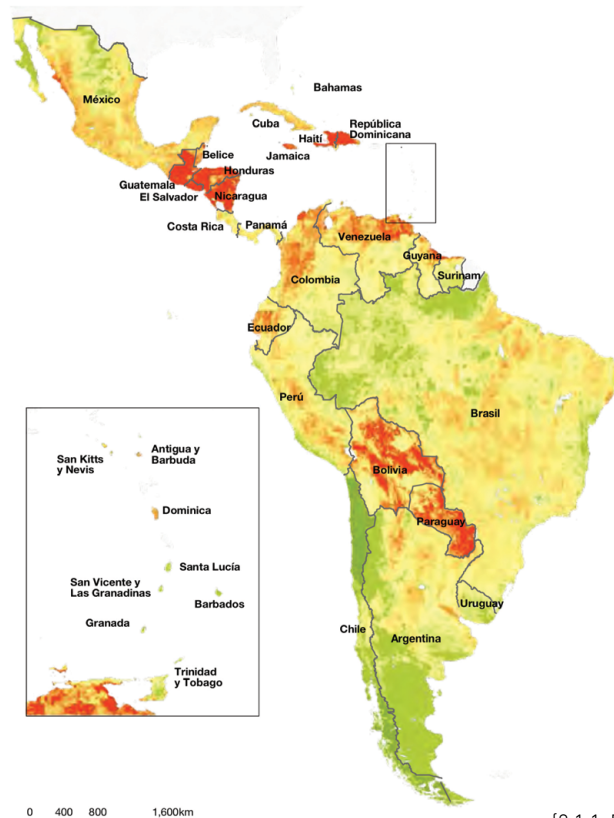 Bahamas
México
Cuba
República
Dominicana
Haití
Jamaica
Belice
Honduras
Guatemala
El Salvador
Nicaragua
Costa Rica
Panamá
Venezuela
Guyana
Surinam
Colombia
Ecuador
Perú
Brasil
Bolivia
Paraguay
Uruguay
Chile
Argentina
San Kitts
y Nevis
Antigua y
Barbuda
Dominica
Santa Lucía
San Vicente y
Las Granadinas
Barbados
Granada
Trinidad
y Tobago
0 400 800 1,600km